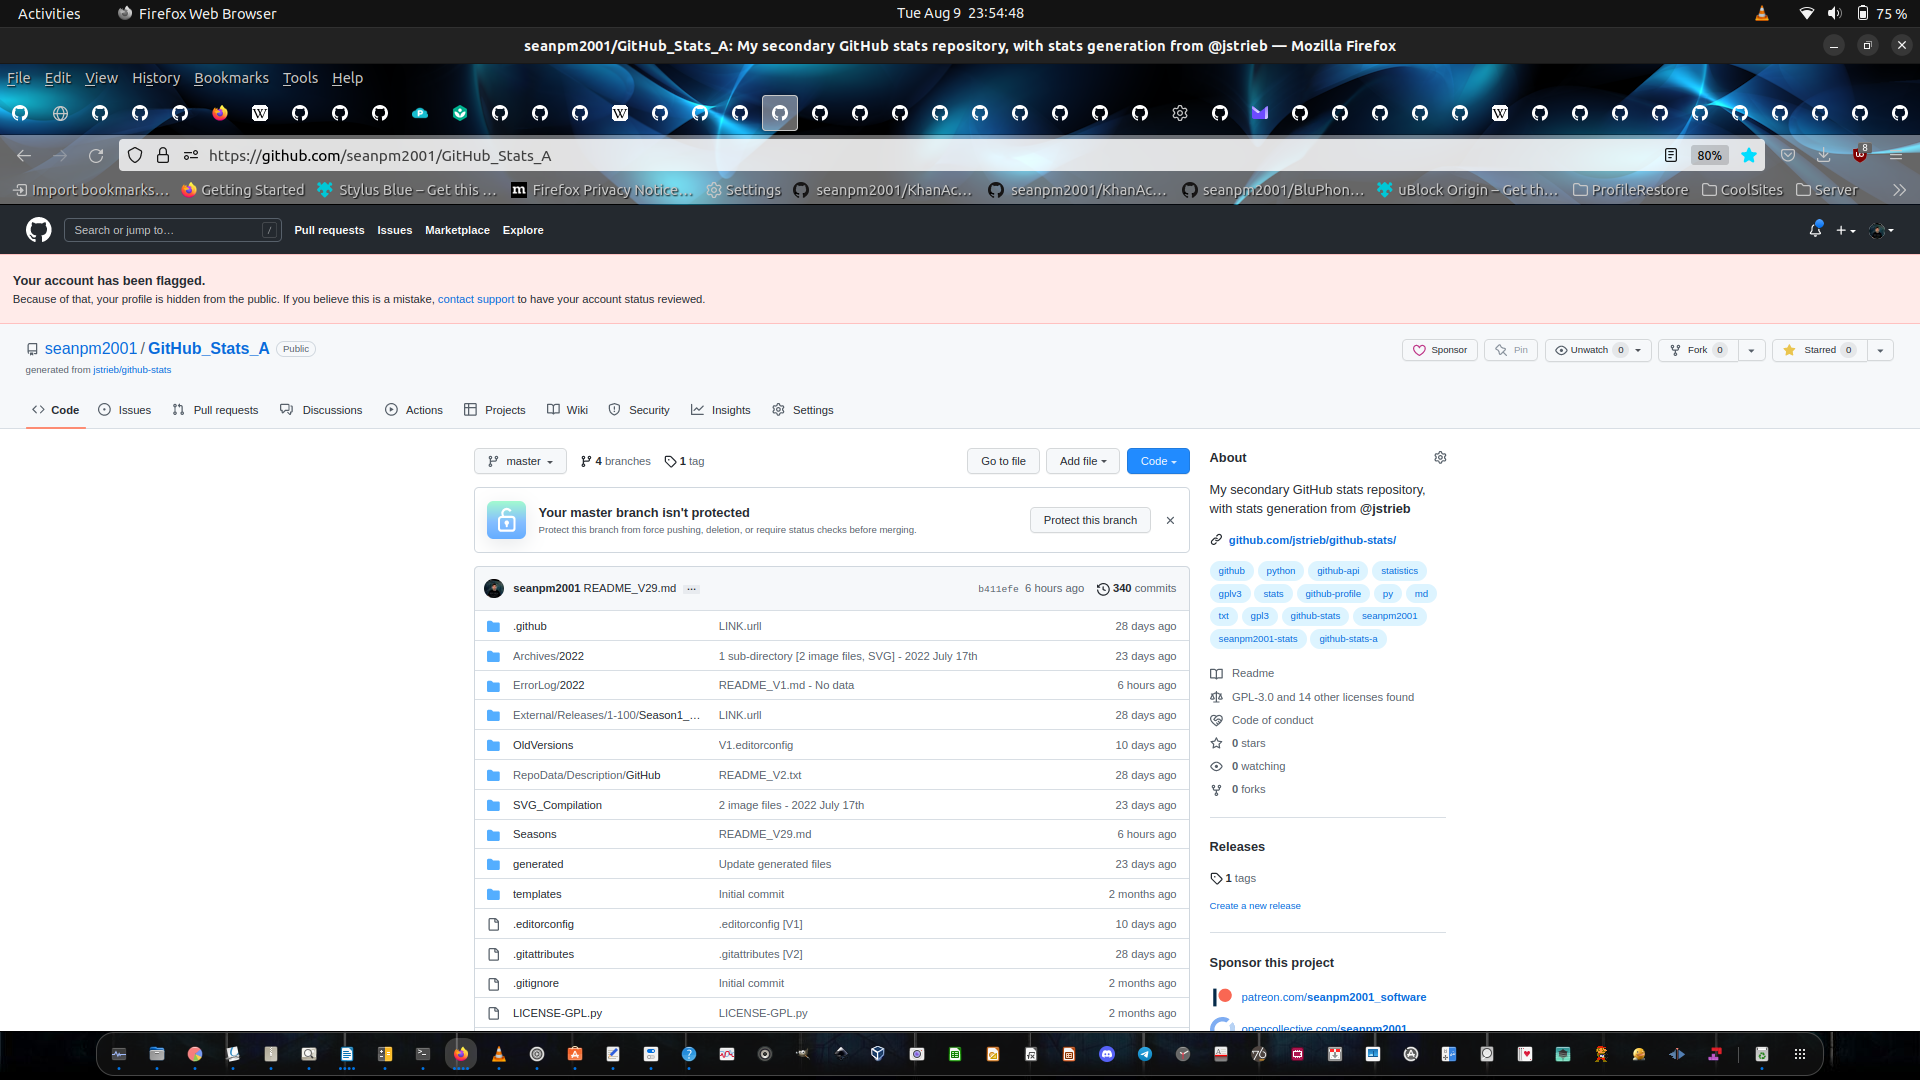 Activities Firefox Web Browser Tue Aug 9 23:54:48 75 %
seanpm2001/GitHub_Stats_A: My secondary GitHub stats repository, with stats generation from @jstrieb — Mozilla Firefox
File Edit View History Bookmarks Tools Help
https://github.com/seanpm2001/GitHub_Stats_A 80% 8
Import bookmarks… Getting Started Stylus Blue – Get this … Firefox Privacy Notice… Settings seanpm2001/KhanAc… seanpm2001/KhanAc… seanpm2001/BluPhon… uBlock Origin – Get th… ProfileRestore CoolSites Server
Search or jump to… / Pull requests Issues Marketplace Explore
Your account has been flagged.
Because of that, your profile is hidden from the public. If you believe this is a mistake, contact support to have your account status reviewed.
seanpm2001 / GitHub_Stats_A Public Sponsor Pin Unwatch 0 Fork 0 Starred 0
generated from jstrieb/github-stats
Code Issues Pull requests Discussions Actions Projects Wiki Security Insights Settings
master 4 branches 1 tag Go to file Add file Code
Your master branch isn't protected
Protect this branch from force pushing, deletion, or require status checks before merging.
Protect this branch
seanpm2001 README_V29.md ... b411efe 6 hours ago 340 commits
.github LINK.urll 28 days ago
Archives/2022 1 sub-directory [2 image files, SVG] - 2022 July 17th 23 days ago
ErrorLog/2022 README_V1.md - No data 6 hours ago
External/Releases/1-100/Season1_… LINK.urll 28 days ago
OldVersions V1.editorconfig 10 days ago
RepoData/Description/GitHub README_V2.txt 28 days ago
SVG_Compilation 2 image files - 2022 July 17th 23 days ago
Seasons README_V29.md 6 hours ago
generated Update generated files 23 days ago
templates Initial commit 2 months ago
.editorconfig .editorconfig [V1] 10 days ago
.gitattributes .gitattributes [V2] 28 days ago
.gitignore Initial commit 2 months ago
LICENSE-GPL.py LICENSE-GPL.py 2 months ago
About
My secondary GitHub stats repository,
with stats generation from @jstrieb
github.com/jstrieb/github-stats/
github python github-api statistics
gplv3 stats github-profile py md
txt gpl3 github-stats seanpm2001
seanpm2001-stats github-stats-a
Readme
GPL-3.0 and 14 other licenses found
Code of conduct
0 stars
0 watching
0 forks
Releases
1 tags
Create a new release
Sponsor this project
patreon.com/seanpm2001_software
opencollective.com/seanpm2001